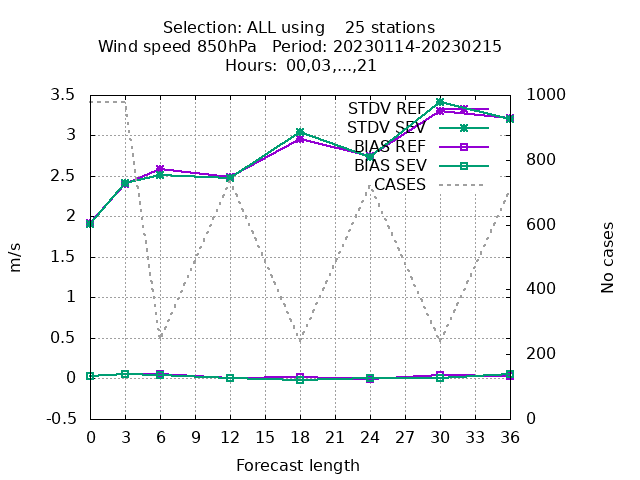 Selection: ALL using 25 stations
Wind speed 850hPa Period: 20230114-20230215
Hours: 00,03,...,21
3.5
3
2.5
2
1.5
1
0.5
0
-0.5
1000
800
600
400
200
0
STDV REF
STDV SEV
BIAS REF
BIAS SEV
CASES
m/s
No cases
0 3 6 9 12 15 18 21 24 27 30 33 36
Forecast length